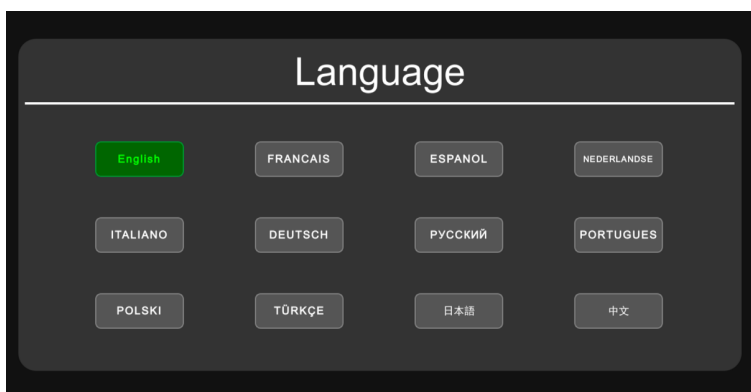 Language
English FRANCAIS ESPANOL NEDERLANDSE
ITALIANO DEUTSCH РУССКИЙ PORTUGUES
POLSKI TÜRKÇE 日本語 中文